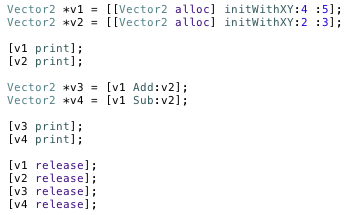 Vector2 *v1 = [[Vector2 alloc] initWithXY:4 :5];
Vector2 *v2 = [[Vector2 alloc] initWithXY:2 :3];
[v1 print];
[v2 print];
Vector2 *v3 = [v1 Add:v2];
Vector2 *v4 = [v1 Sub:v2];
[v3 print];
[v4 print];
[v1 release];
[v2 release];
[v3 release];
[v4 release];